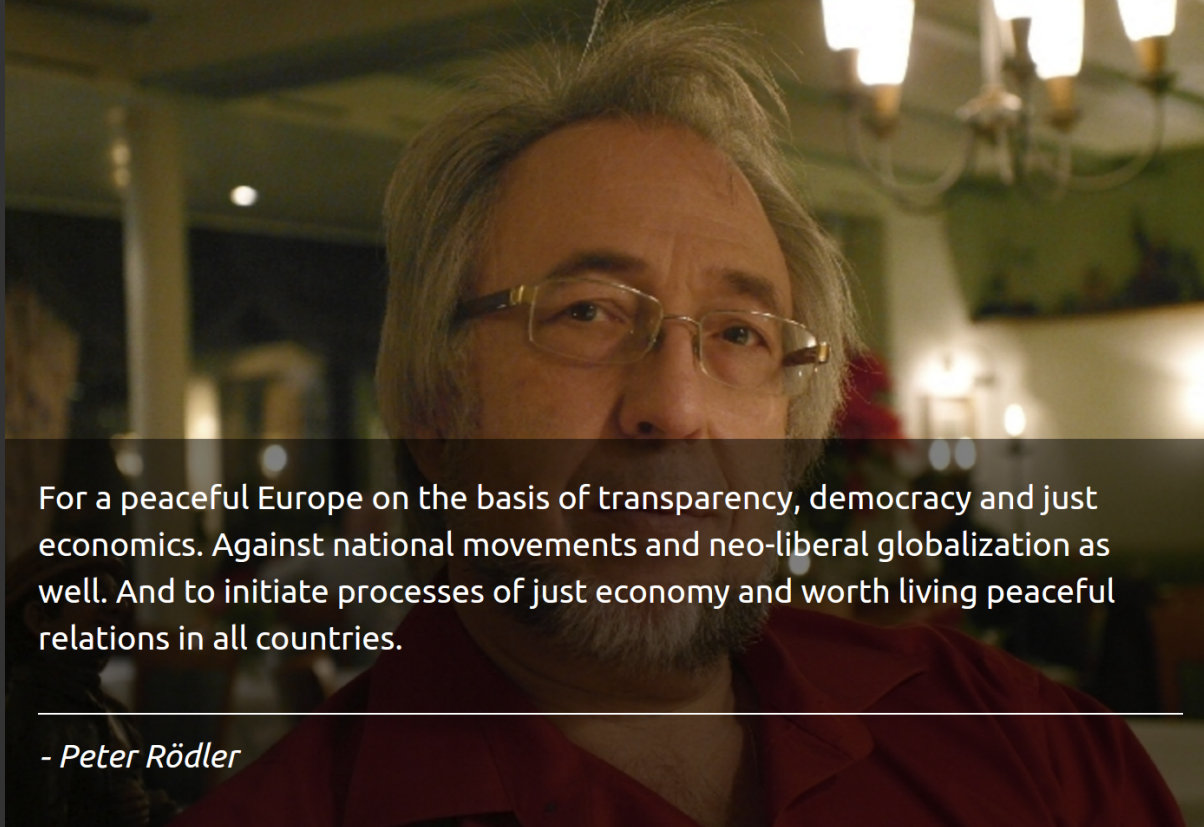 For a peaceful Europe on the basis of transparency, democracy and just
economics. Against national movements and neo-liberal globalization as
well. And to initiate processes of just economy and worth living peaceful
relations in all countries.
- Peter Rödler